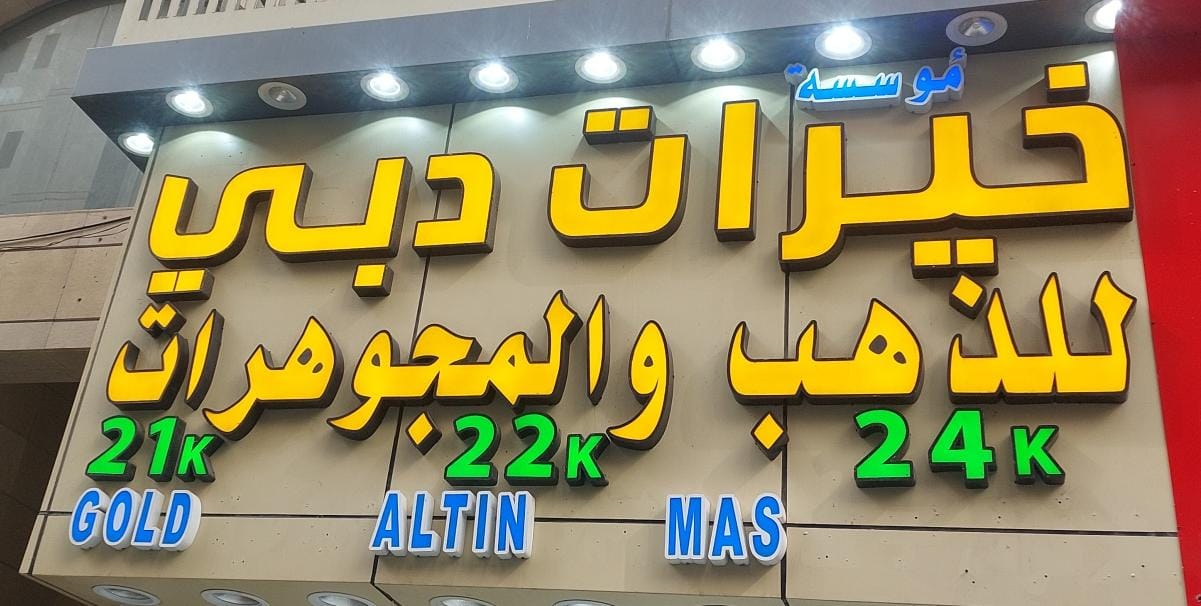 مؤسسة
خيرات دبي
للذهب والمجوهرات
21K 22K 24K
GOLD ALTIN MAS